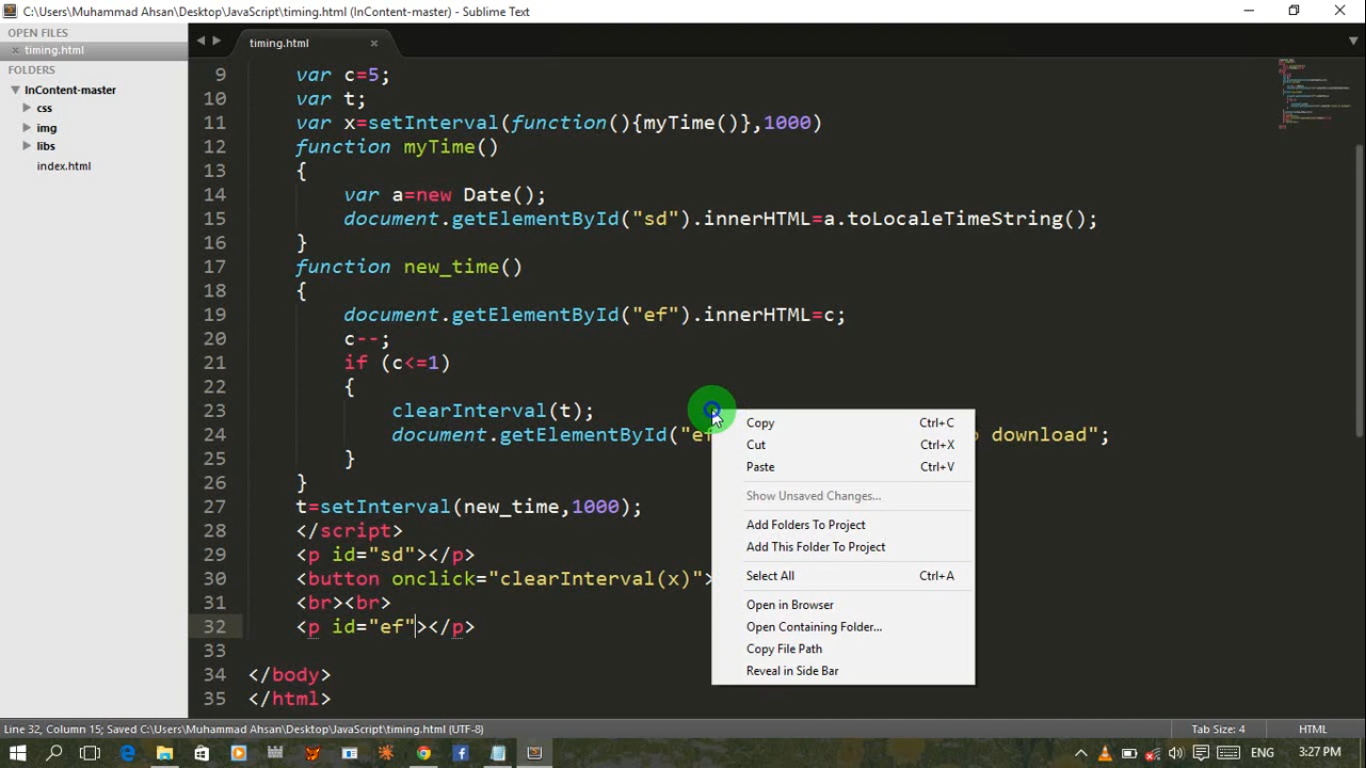 C:\Users\Muhammad Ahsan\Desktop\JavaScript\timing.html (InContent-master) - Sublime Text
OPEN FILES
timing.html
FOLDERS
InContent-master
css
img
libs
index.html
timing.html
9 var c=5;
10 var t;
11 var x=setInterval(function(){myTime()},1000)
12 function myTime()
13 {
14 var a=new Date();
15 document.getElementById("sd").innerHTML=a.toLocaleTimeString();
16 }
17 function new_time()
18 {
19 document.getElementById("ef").innerHTML=c;
20 c--;
21 if (c<=1)
22 {
23 clearInterval(t);
24 document.getElementById("ef download";
25 }
26 }
27 t=setInterval(new_time,1000);
28 </script>
29 <p id="sd"></p>
30 <button onclick="clearInterval(x)">
31 <br><br>
32 <p id="ef"></p>
33
34 </body>
35 </html>
Copy Ctrl+C
Cut Ctrl+X
Paste Ctrl+V
Show Unsaved Changes...
Add Folders To Project
Add This Folder To Project
Select All Ctrl+A
Open in Browser
Open Containing Folder...
Copy File Path
Reveal in Side Bar
Line 32, Column 15; Saved C:\Users\Muhammad Ahsan\Desktop\JavaScript\timing.html (UTF-8)
Tab Size: 4
HTML
ENG
3:27 PM